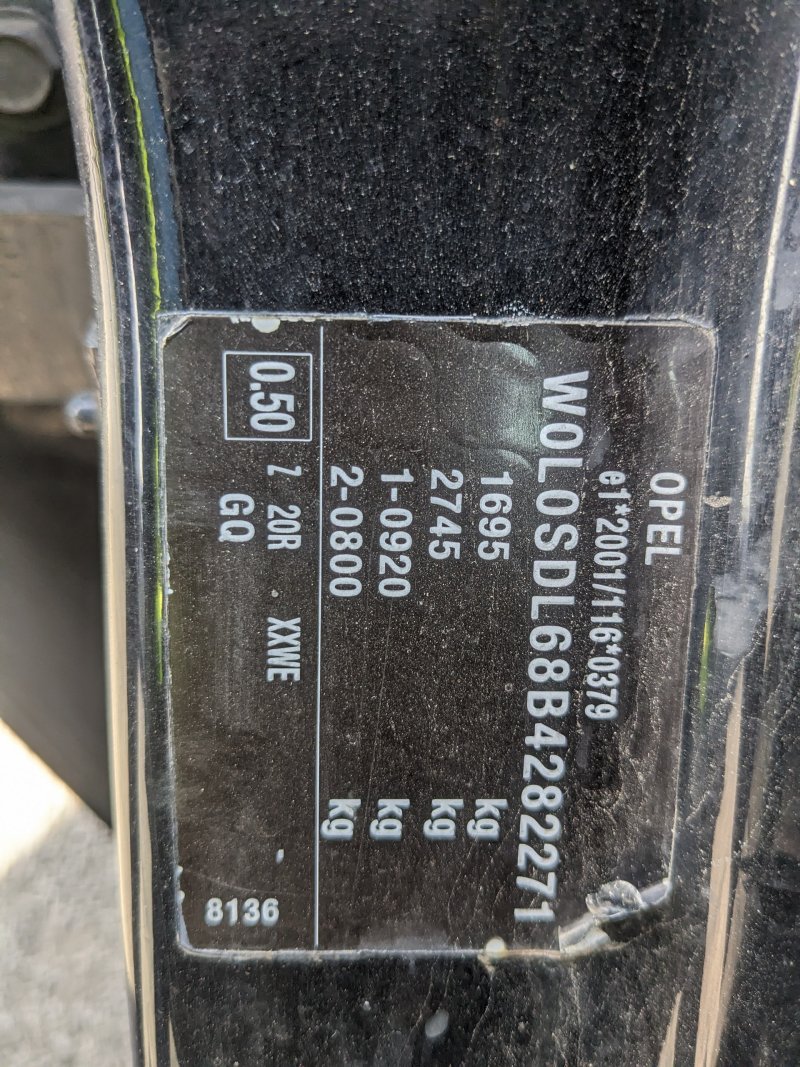 OPEL
e1*2001/116*0379
W0L0SDL68B4282271
1695 kg
2745 kg
1-0920 kg
2-0800 kg
0.50 Z 20R XXWE
GQ
8136